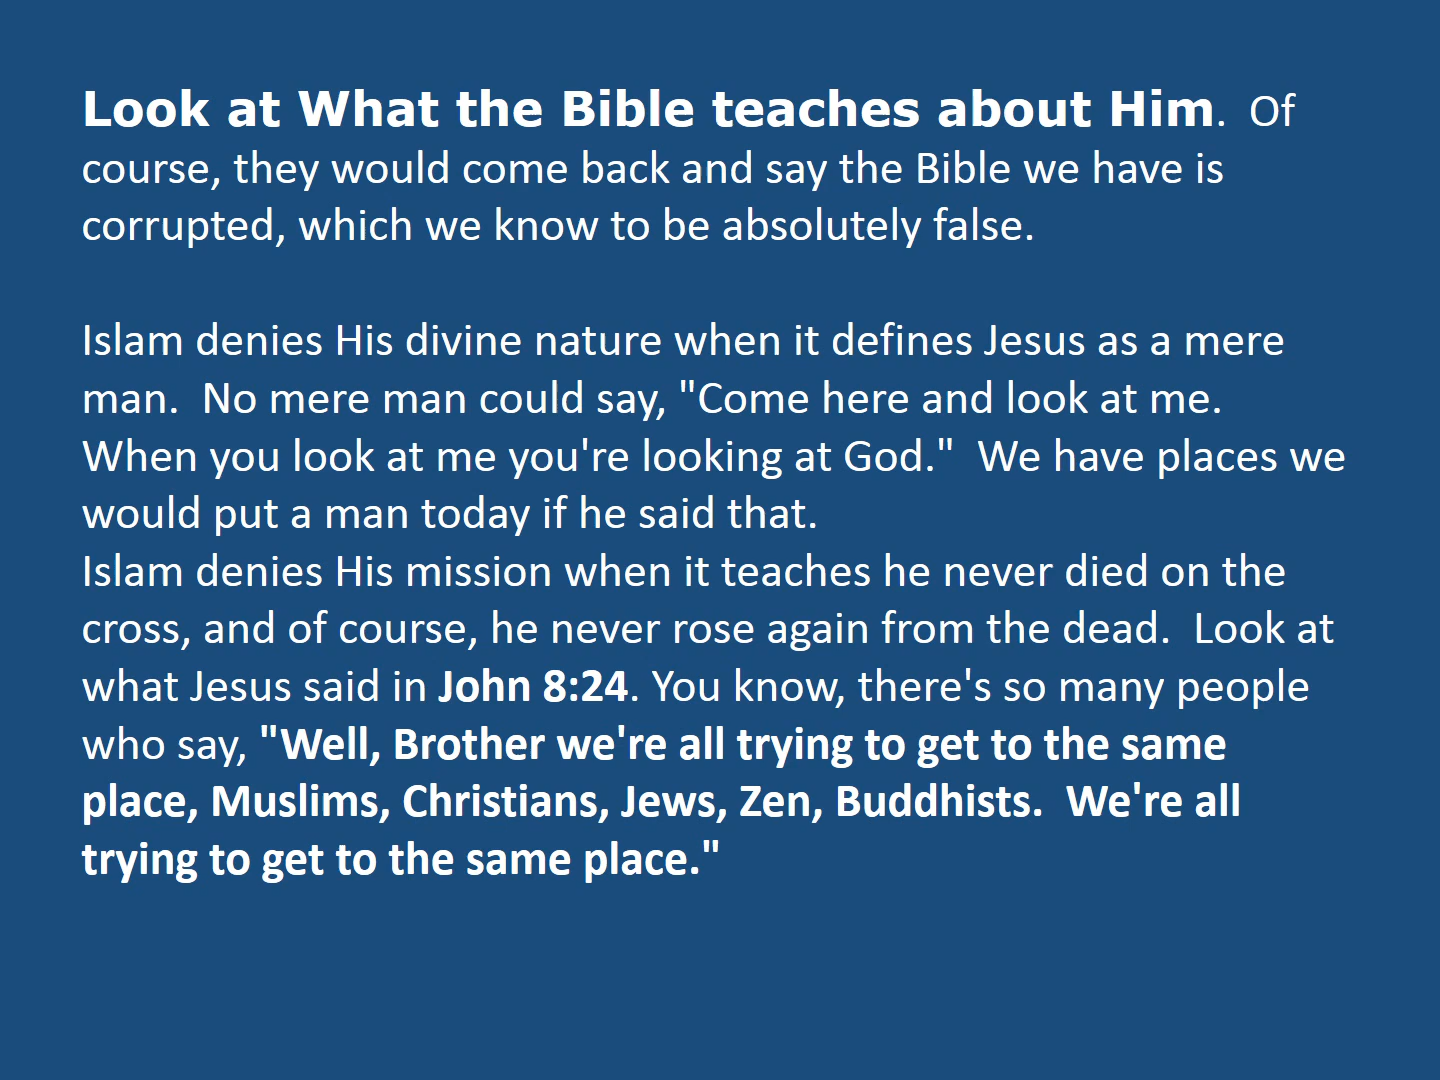 Look at What the Bible teaches about Him.  Of
course, they would come back and say the Bible we have is
corrupted, which we know to be absolutely false.

Islam denies His divine nature when it defines Jesus as a mere
man.  No mere man could say, "Come here and look at me.
When you look at me you're looking at God."  We have places we
would put a man today if he said that.
Islam denies His mission when it teaches he never died on the
cross, and of course, he never rose again from the dead.  Look at
what Jesus said in John 8:24. You know, there's so many people
who say, "Well, Brother we're all trying to get to the same
place, Muslims, Christians, Jews, Zen, Buddhists.  We're all
trying to get to the same place."